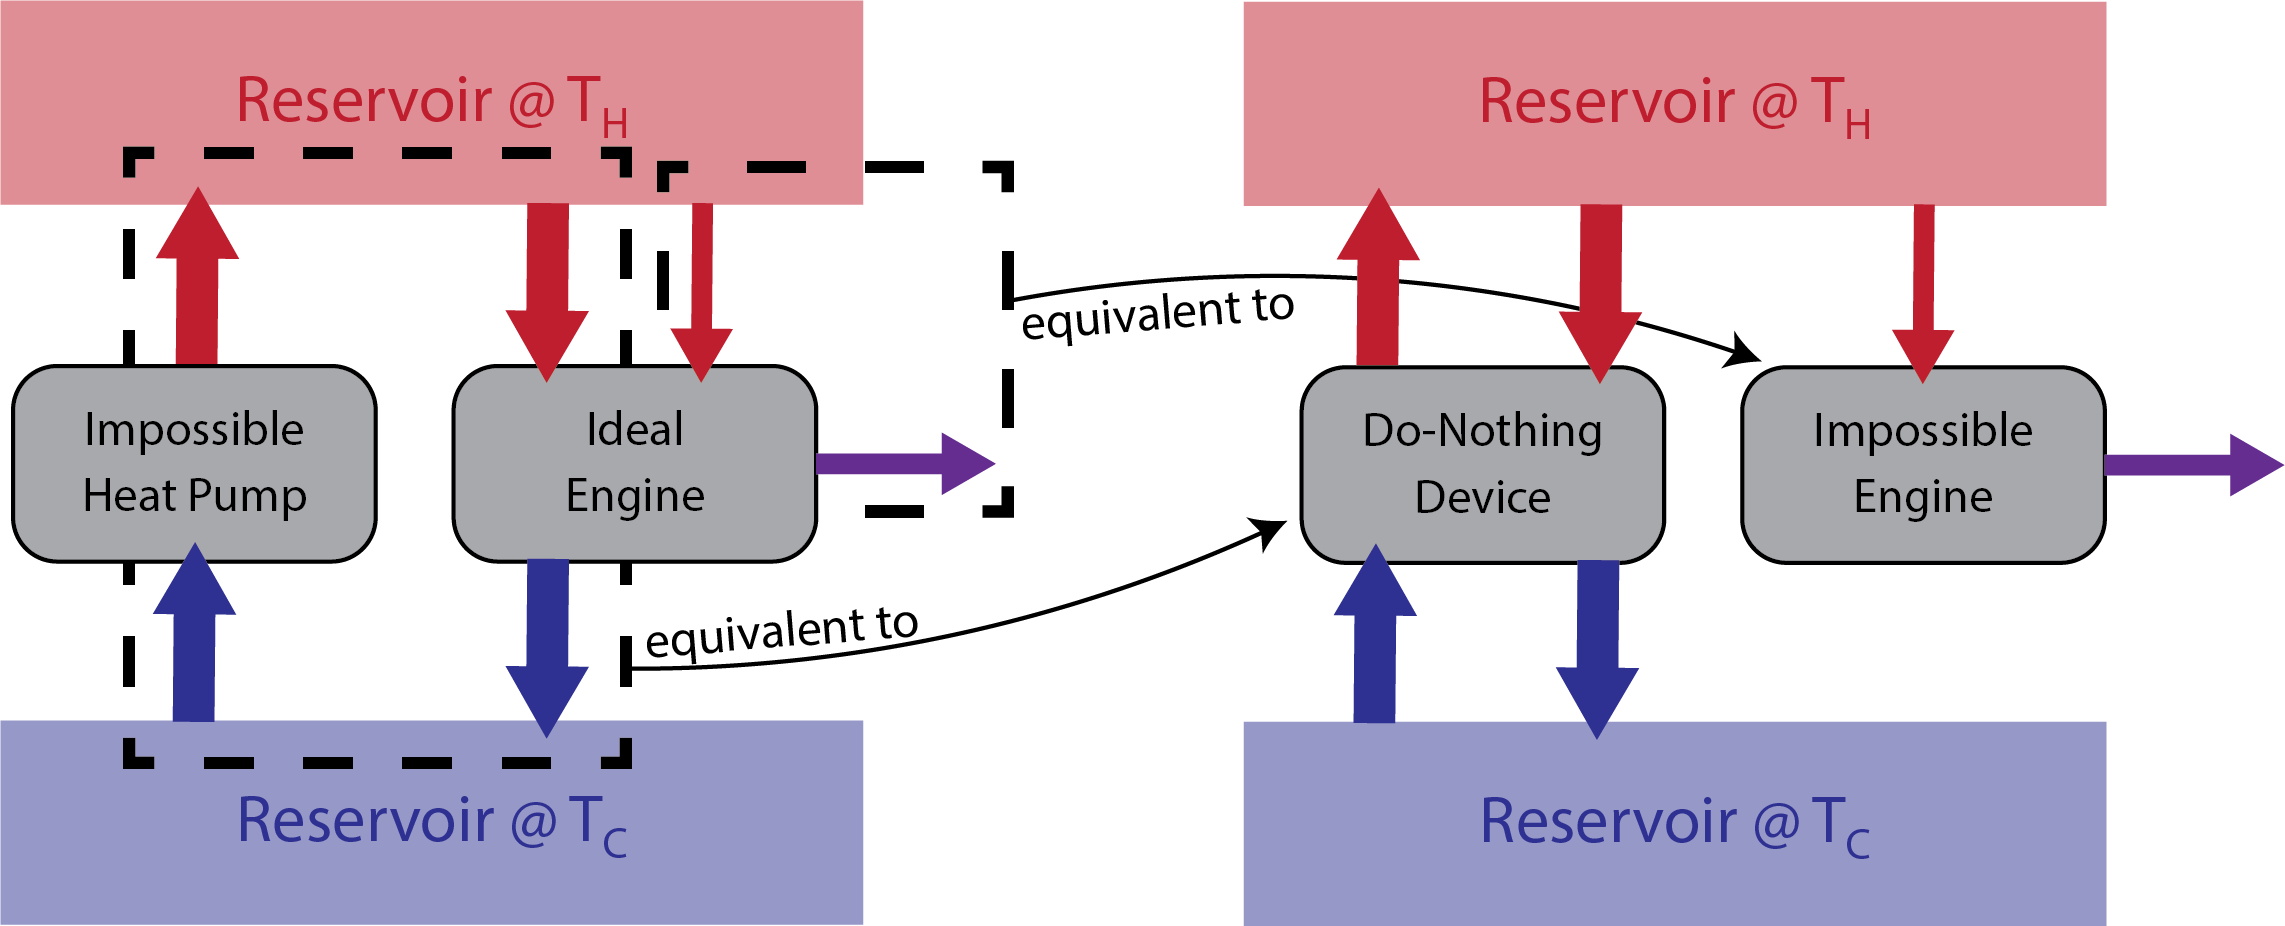 Reservoir @ T_H
Reservoir @ T_H
equivalent to
Impossible
Heat Pump
Ideal
Engine
Do-Nothing
Device
Impossible
Engine
equivalent to
Reservoir @ T_C
Reservoir @ T_C